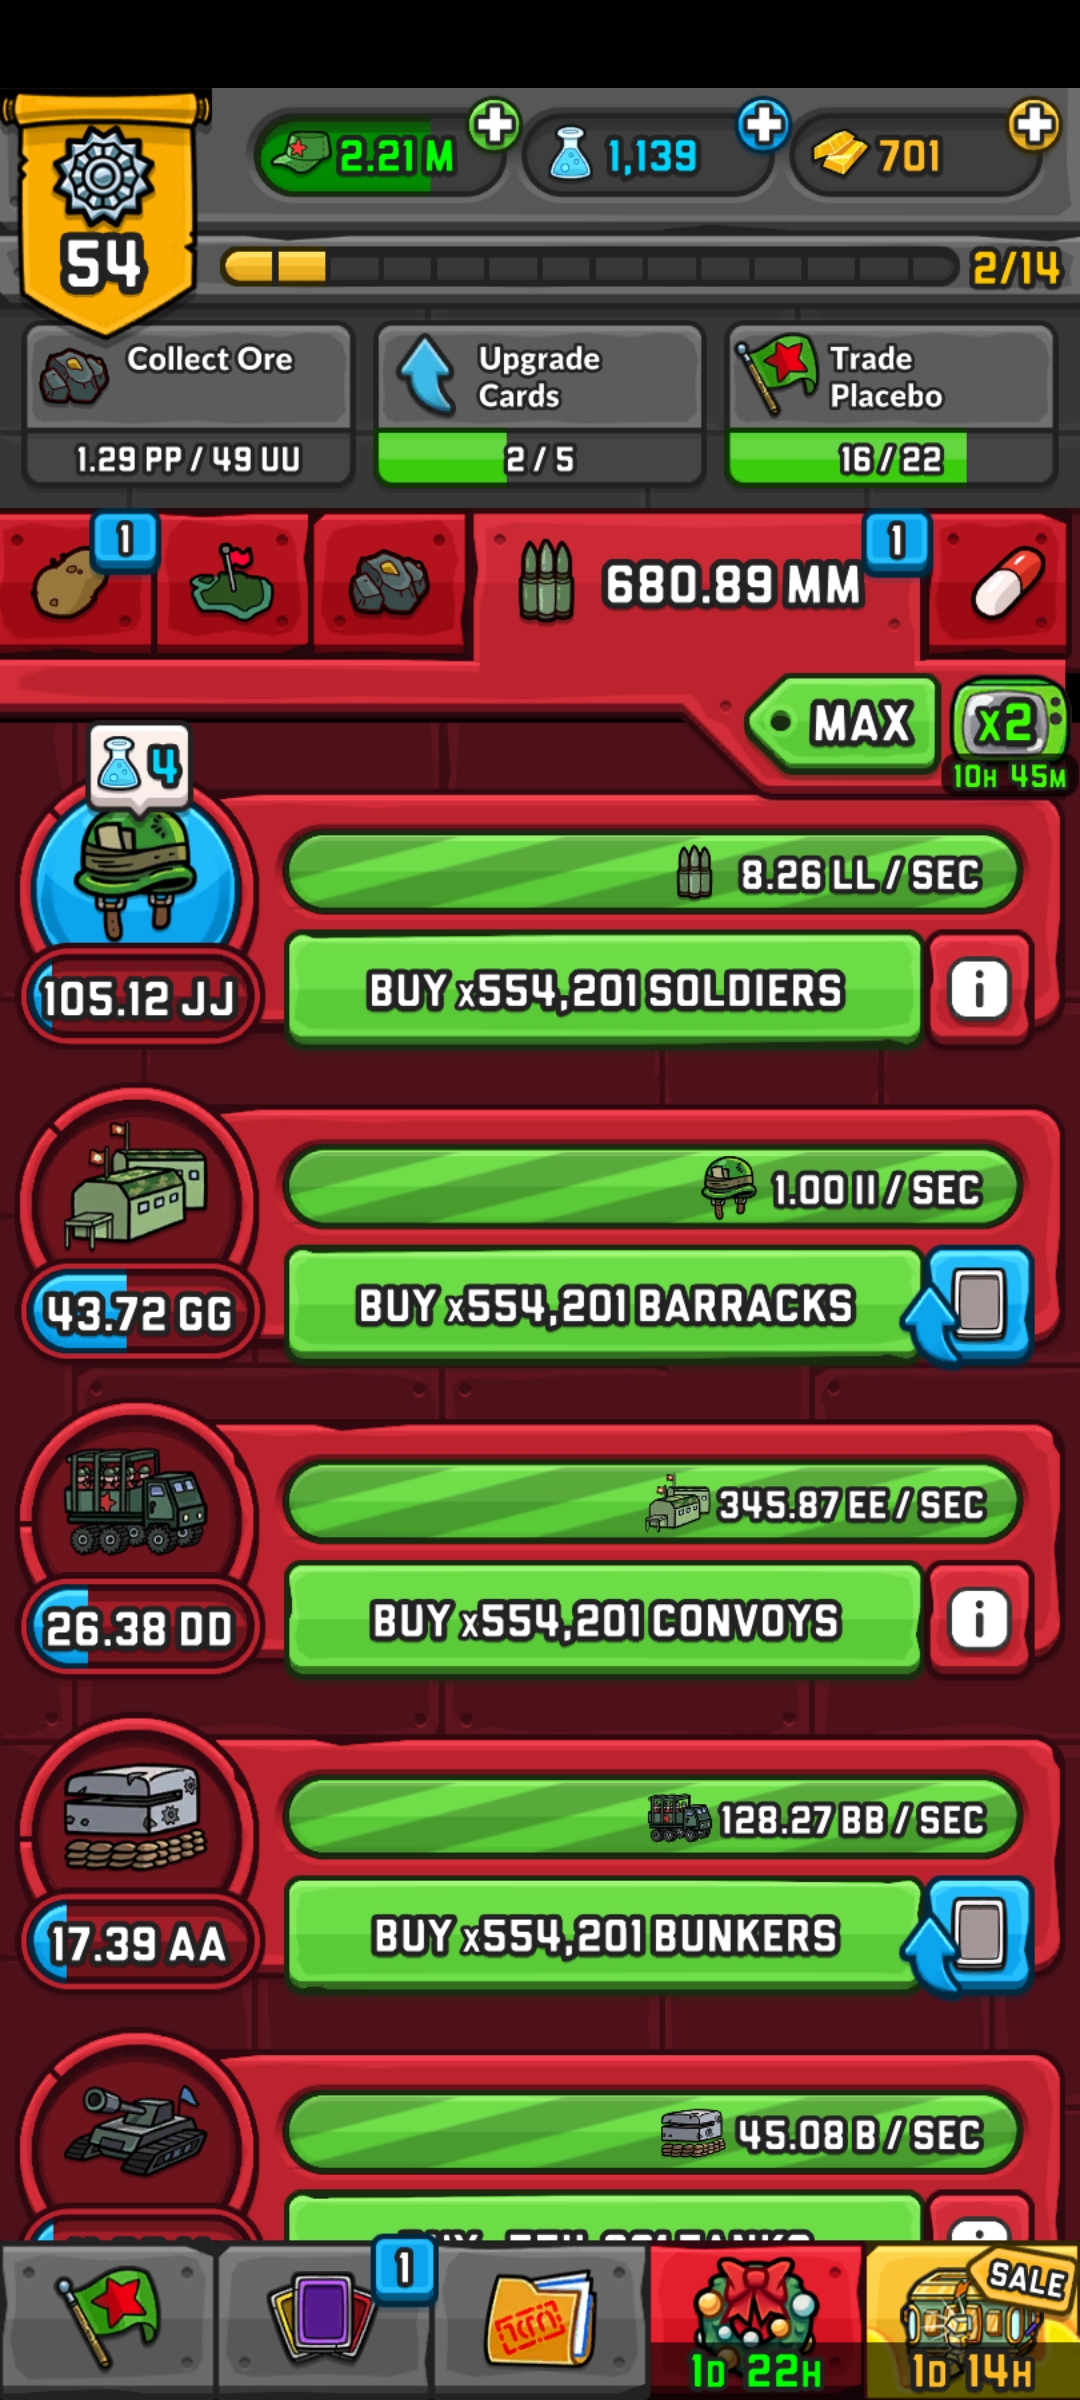 2.21 M
1,139
701
54
2/14
Collect Ore
1.29 PP / 49 UU
Upgrade
Cards
2 / 5
Trade
Placebo
16 / 22
1
680.89 MM
1
MAX
x2
10H 45M
4
8.26 LL / SEC
105.12 JJ
BUY x554,201 SOLDIERS
i
1.00 II / SEC
43.72 GG
BUY x554,201 BARRACKS
345.87 EE / SEC
26.38 DD
BUY x554,201 CONVOYS
i
128.27 BB / SEC
17.39 AA
BUY x554,201 BUNKERS
45.08 B / SEC
1
SALE
1D 22H
1D 14H